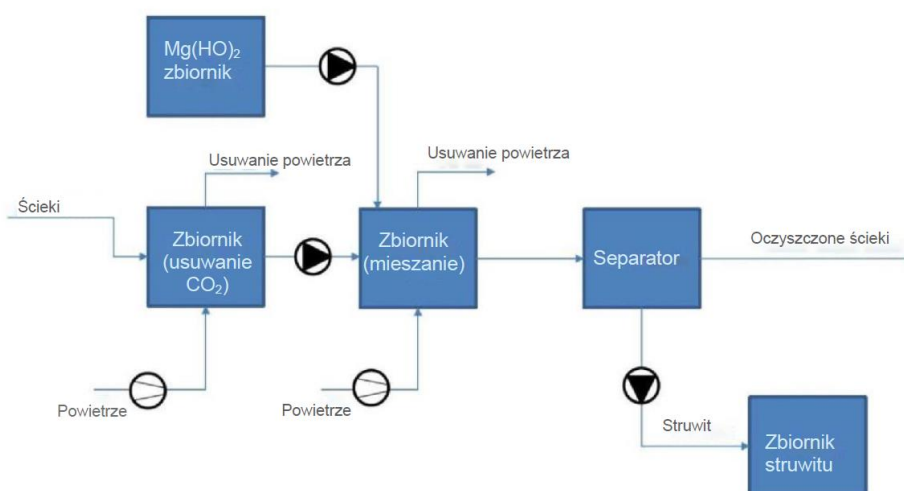 Mg(HO)₂
zbiornik
Usuwanie powietrza
Usuwanie powietrza
Ścieki
Zbiornik
(usuwanie
CO₂)
Zbiornik
(mieszanie)
Separator
Oczyszczone ścieki
Powietrze
Powietrze
Struwit
Zbiornik
struwitu